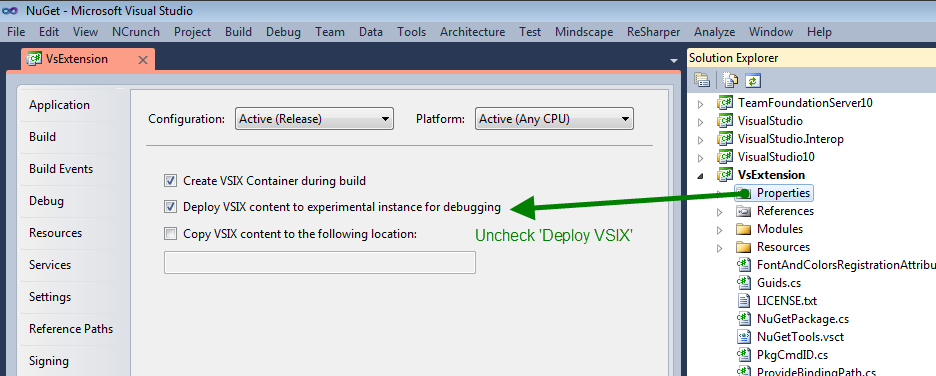 NuGet - Microsoft Visual Studio
File Edit View NCrunch Project Build Debug Team Data Tools Architecture Test Mindscape ReSharper Analyze Window Help
VsExtension
Application
Build
Build Events
Debug
Resources
Services
Settings
Reference Paths
Signing
Configuration: Active (Release) Platform: Active (Any CPU)
Create VSIX Container during build
Deploy VSIX content to experimental instance for debugging
Copy VSIX content to the following location:
Uncheck 'Deploy VSIX'
Solution Explorer
TeamFoundationServer10
VisualStudio
VisualStudio.Interop
VisualStudio10
VsExtension
Properties
References
Modules
Resources
FontAndColorsRegistrationAttribu
Guids.cs
LICENSE.txt
NuGetPackage.cs
NuGetTools.vsct
PkgCmdID.cs
ProvideBindingPath.cs